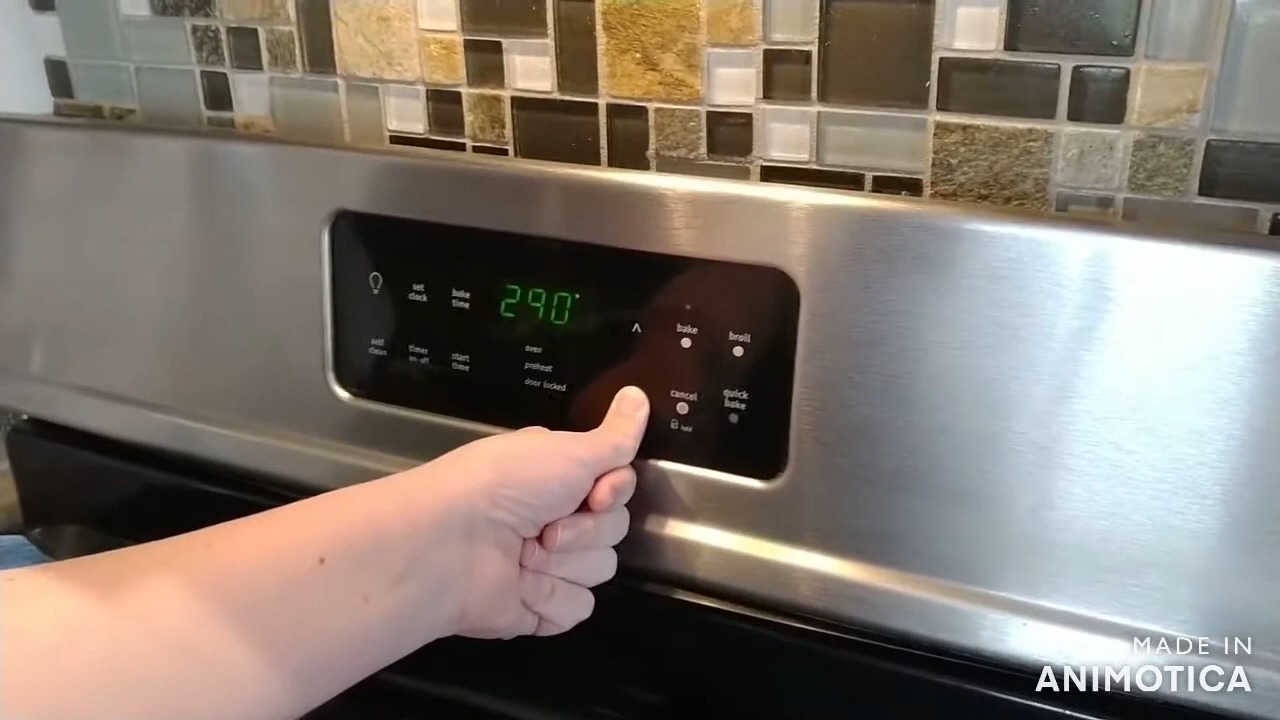 set
clock
bake
time
290°
self
clean
timer
on-off
start
time
oven
preheat
door locked
^
bake
broil
cancel
quick
bake
MADE IN
ANIMOTICA